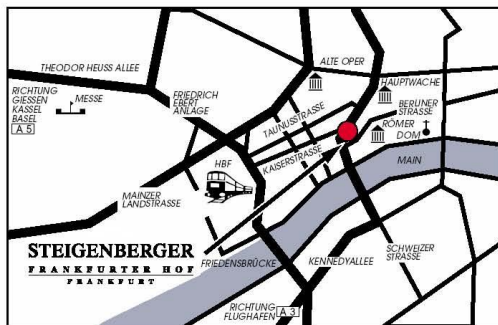 THEODOR HEUSS ALLEE
ALTE OPER
RICHTUNG
GIESSEN
KASSEL
BASEL
A 5
MESSE
FRIEDRICH
EBERT
ANLAGE
HAUPTWACHE
BERLINER
STRASSE
TAUNUSSTRASSE
RÖMER
DOM
KAISERSTRASSE
HBF
MAIN
MAINZER
LANDSTRASSE
STEIGENBERGER
FRANKFURTER HOF
FRANKFURT
FRIEDENSBRÜCKE
KENNEDYALLEE
SCHWEIZER
STRASSE
RICHTUNG
FLUGHAFEN
A 3